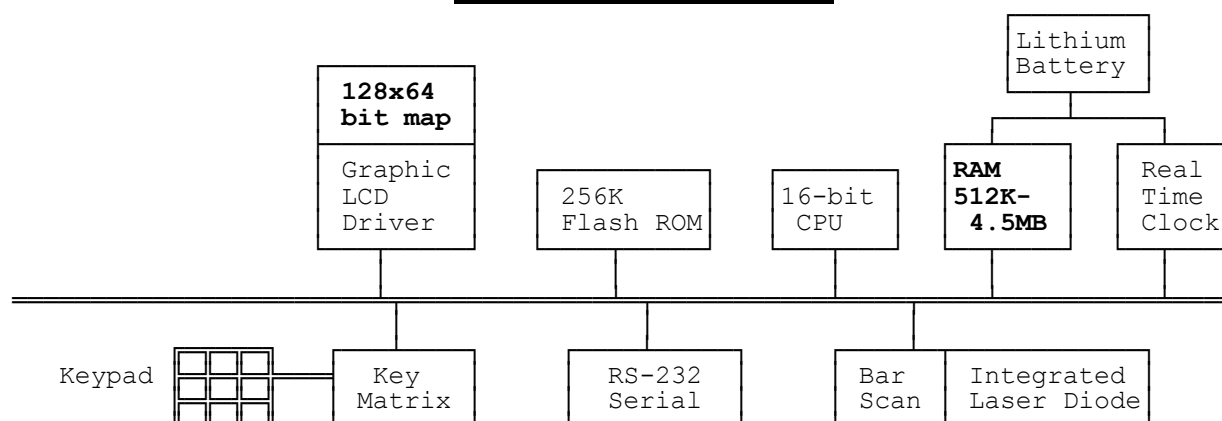 Lithium
Battery
128x64
bit map
Graphic
LCD
Driver
256K
Flash ROM
16-bit
CPU
RAM
512K-
4.5MB
Real
Time
Clock
Keypad
Key
Matrix
RS-232
Serial
Bar
Scan
Integrated
Laser Diode